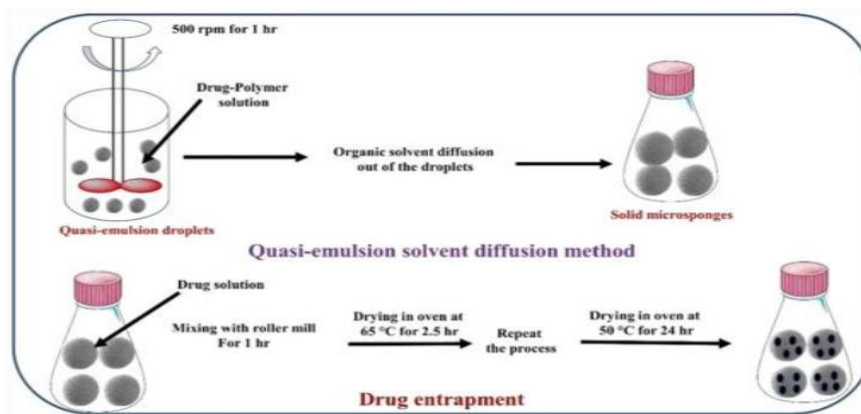 500 rpm for 1 hr
Drug-Polymer
solution
Organic solvent diffusion
out of the droplets
Quasi-emulsion droplets
Solid microsponges
Quasi-emulsion solvent diffusion method
Drug solution
Mixing with roller mill
For 1 hr
Drying in oven at
65 °C for 2.5 hr
Repeat
the process
Drying in oven at
50 °C for 24 hr
Drug entrapment